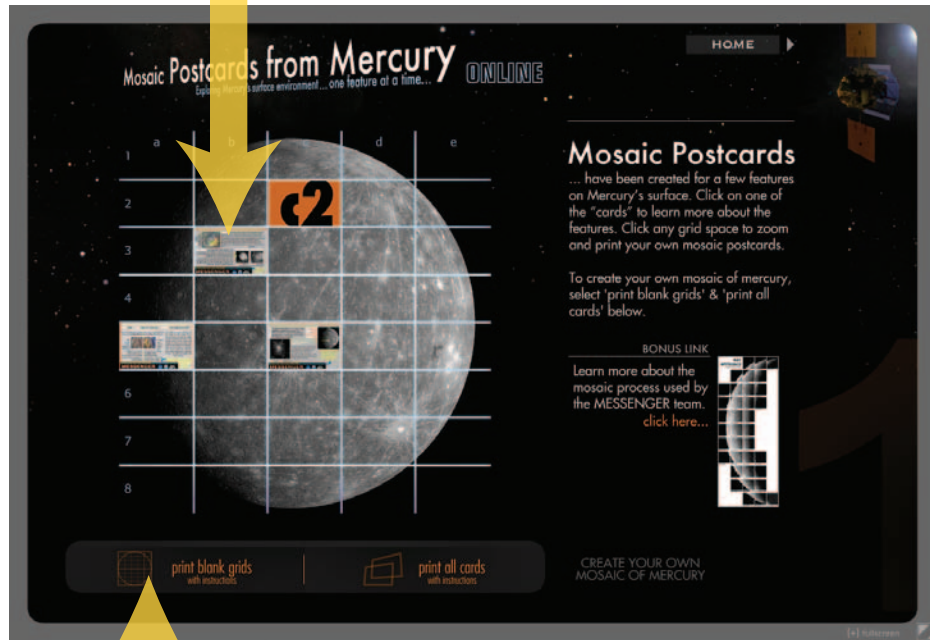 HOME
Mosaic Postcards from Mercury ONLINE
Exploring Mercury's surface environment... one feature at a time...
a b d e
1
2
c2
3
4
6
7
8
MESSENGER
MESSENGER
MESSENGER
Mosaic Postcards
... have been created for a few features
on Mercury's surface. Click on one of
the "cards" to learn more about the
features. Click any grid space to zoom
and print your own mosaic postcards.
To create your own mosaic of mercury,
select 'print blank grids' & 'print all
cards' below.
BONUS LINK
Learn more about the
mosaic process used by
the MESSENGER team.
click here...
1
print blank grids
with instructions
print all cards
with instructions
CREATE YOUR OWN
MOSAIC OF MERCURY
[+] fullscreen